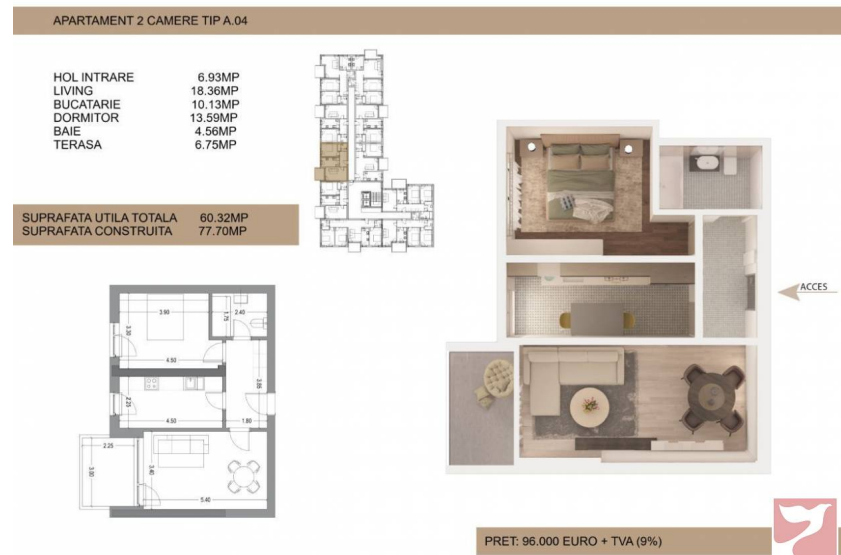 APARTAMENT 2 CAMERE TIP A.04
HOL INTRARE 6.93MP
LIVING 18.36MP
BUCATARIE 10.13MP
DORMITOR 13.59MP
BAIE 4.56MP
TERASA 6.75MP
SUPRAFATA UTILA TOTALA 60.32MP
SUPRAFATA CONSTRUITA 77.70MP
ACCES
3.90
1.75
2.40
3.30
4.50
3.85
2.25
4.50
1.80
2.25
3.00
3.40
5.40
PRET: 96.000 EURO + TVA (9%)